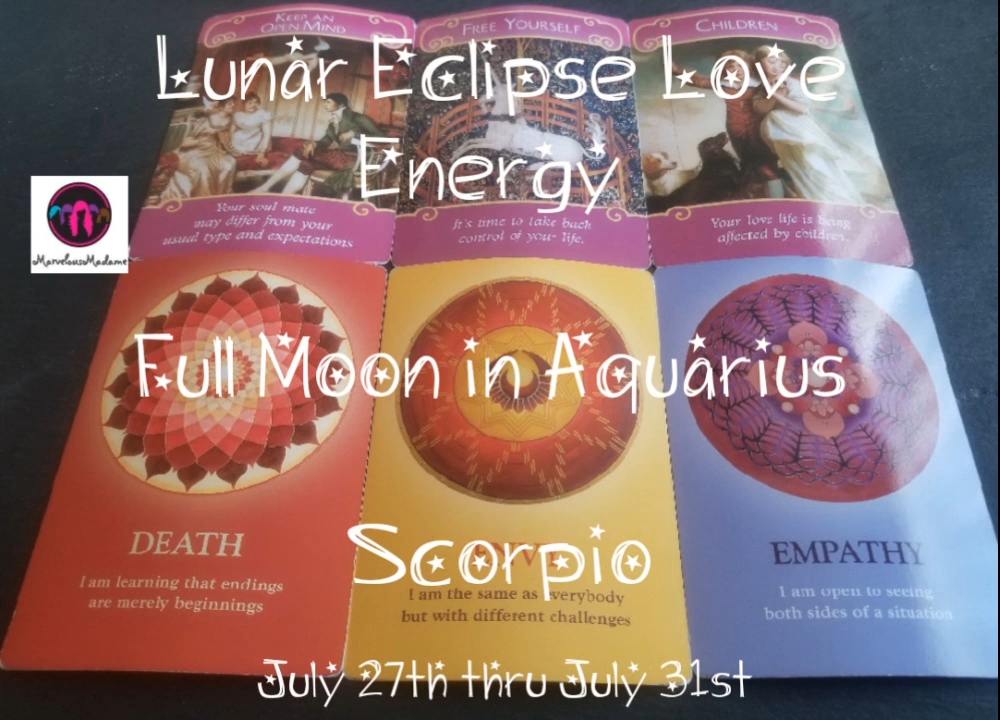 KEEP AN
OPEN MIND
FREE YOURSELF
CHILDREN
Lunar Eclipse Love
Energy
MarvelousMadame
Your soul mate
may differ from your
usual type and expectations
It's time to take back
control of your life.
Your love life is being
affected by children.
Full Moon in Aquarius
DEATH
I am learning that endings
are merely beginnings
Scorpio
ENVY
I am the same as everybody
but with different challenges
EMPATHY
I am open to seeing
both sides of a situation
July 27th thru July 31st